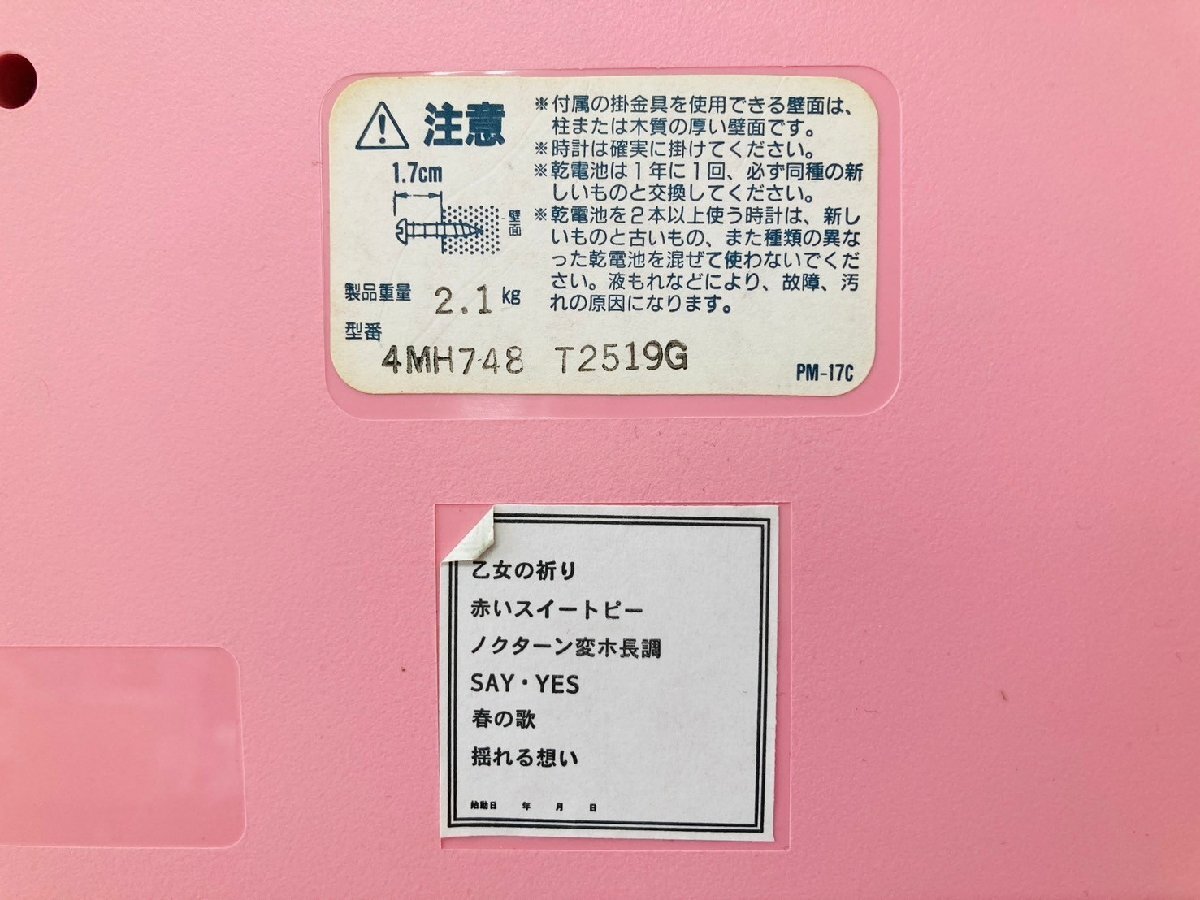 注意
1.7cm
壁面
製品重量 2.1kg
型番
4MH748 T2519G
※付属の掛金具を使用できる壁面は、
柱または木質の厚い壁面です。
※時計は確実に掛けてください。
※乾電池は1年に1回、必ず同種の新
しいものと交換してください。
※乾電池を2本以上使う時計は、新し
いものと古いもの、また種類の異な
った乾電池を混ぜて使わないでくだ
さい。液もれなどにより、故障、汚
れの原因になります。
PM-17C
乙女の祈り
赤いスイートピー
ノクターン変ホ長調
SAY・YES
春の歌
揺れる想い
始動日 年 月 日